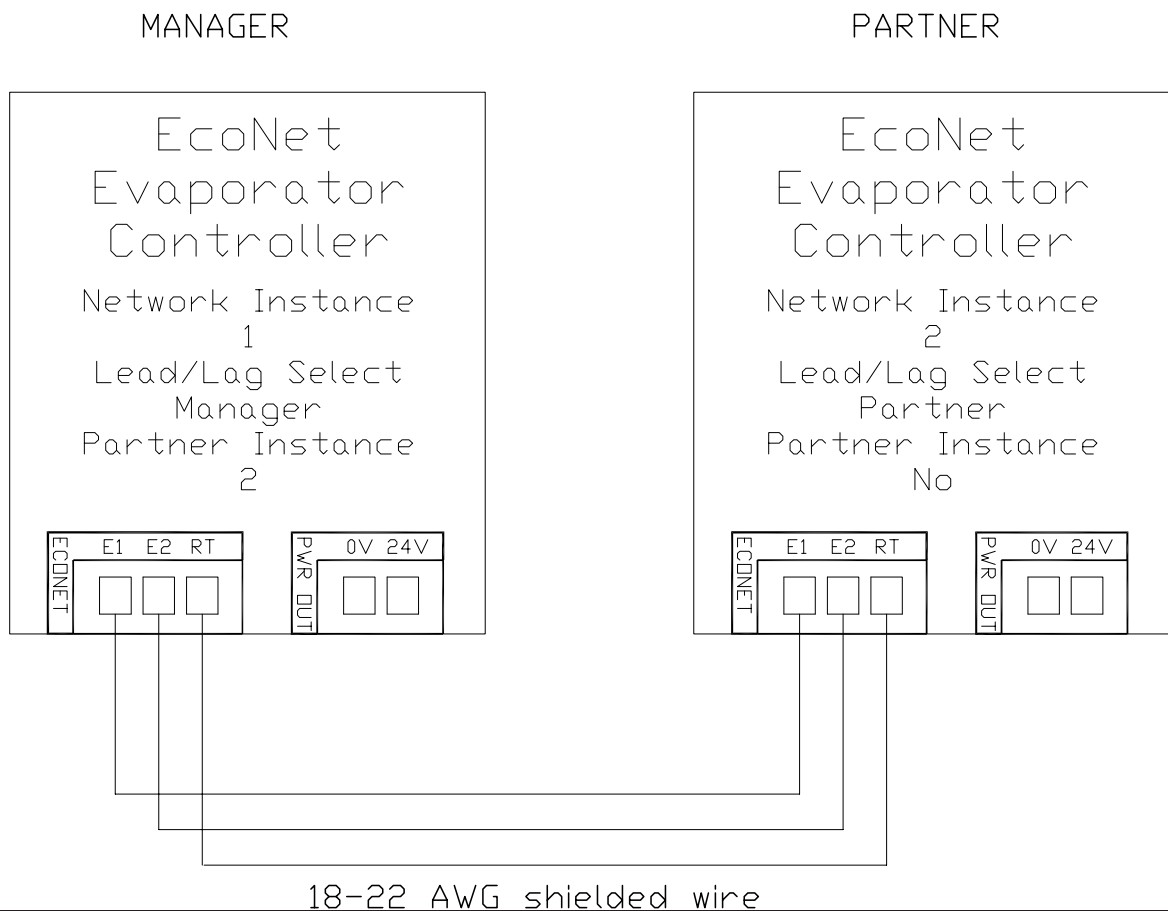 MANAGER
PARTNER
EcoNet
Evaporator
Controller
Network Instance
1
Lead/Lag Select
Manager
Partner Instance
2
ECONET
E1 E2 RT
PWR OUT
0V 24V
EcoNet
Evaporator
Controller
Network Instance
2
Lead/Lag Select
Partner
Partner Instance
No
ECONET
E1 E2 RT
PWR OUT
0V 24V
18-22 AWG shielded wire